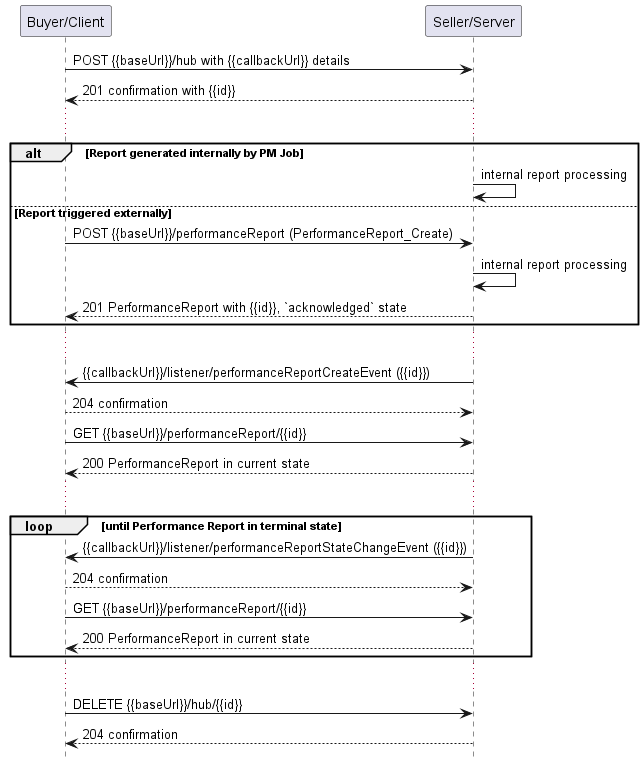 Buyer/Client
Seller/Server
POST {{baseUrl}}/hub with {{callbackUrl}} details
201 confirmation with {{id}}
alt [Report generated internally by PM Job]
internal report processing
[Report triggered externally]
POST {{baseUrl}}/performanceReport (PerformanceReport_Create)
internal report processing
201 PerformanceReport with {{id}}, `acknowledged` state
{{callbackUrl}}/listener/performanceReportCreateEvent ({{id}})
204 confirmation
GET {{baseUrl}}/performanceReport/{{id}}
200 PerformanceReport in current state
loop [until Performance Report in terminal state]
{{callbackUrl}}/listener/performanceReportStateChangeEvent ({{id}})
204 confirmation
GET {{baseUrl}}/performanceReport/{{id}}
200 PerformanceReport in current state
DELETE {{baseUrl}}/hub/{{id}}
204 confirmation